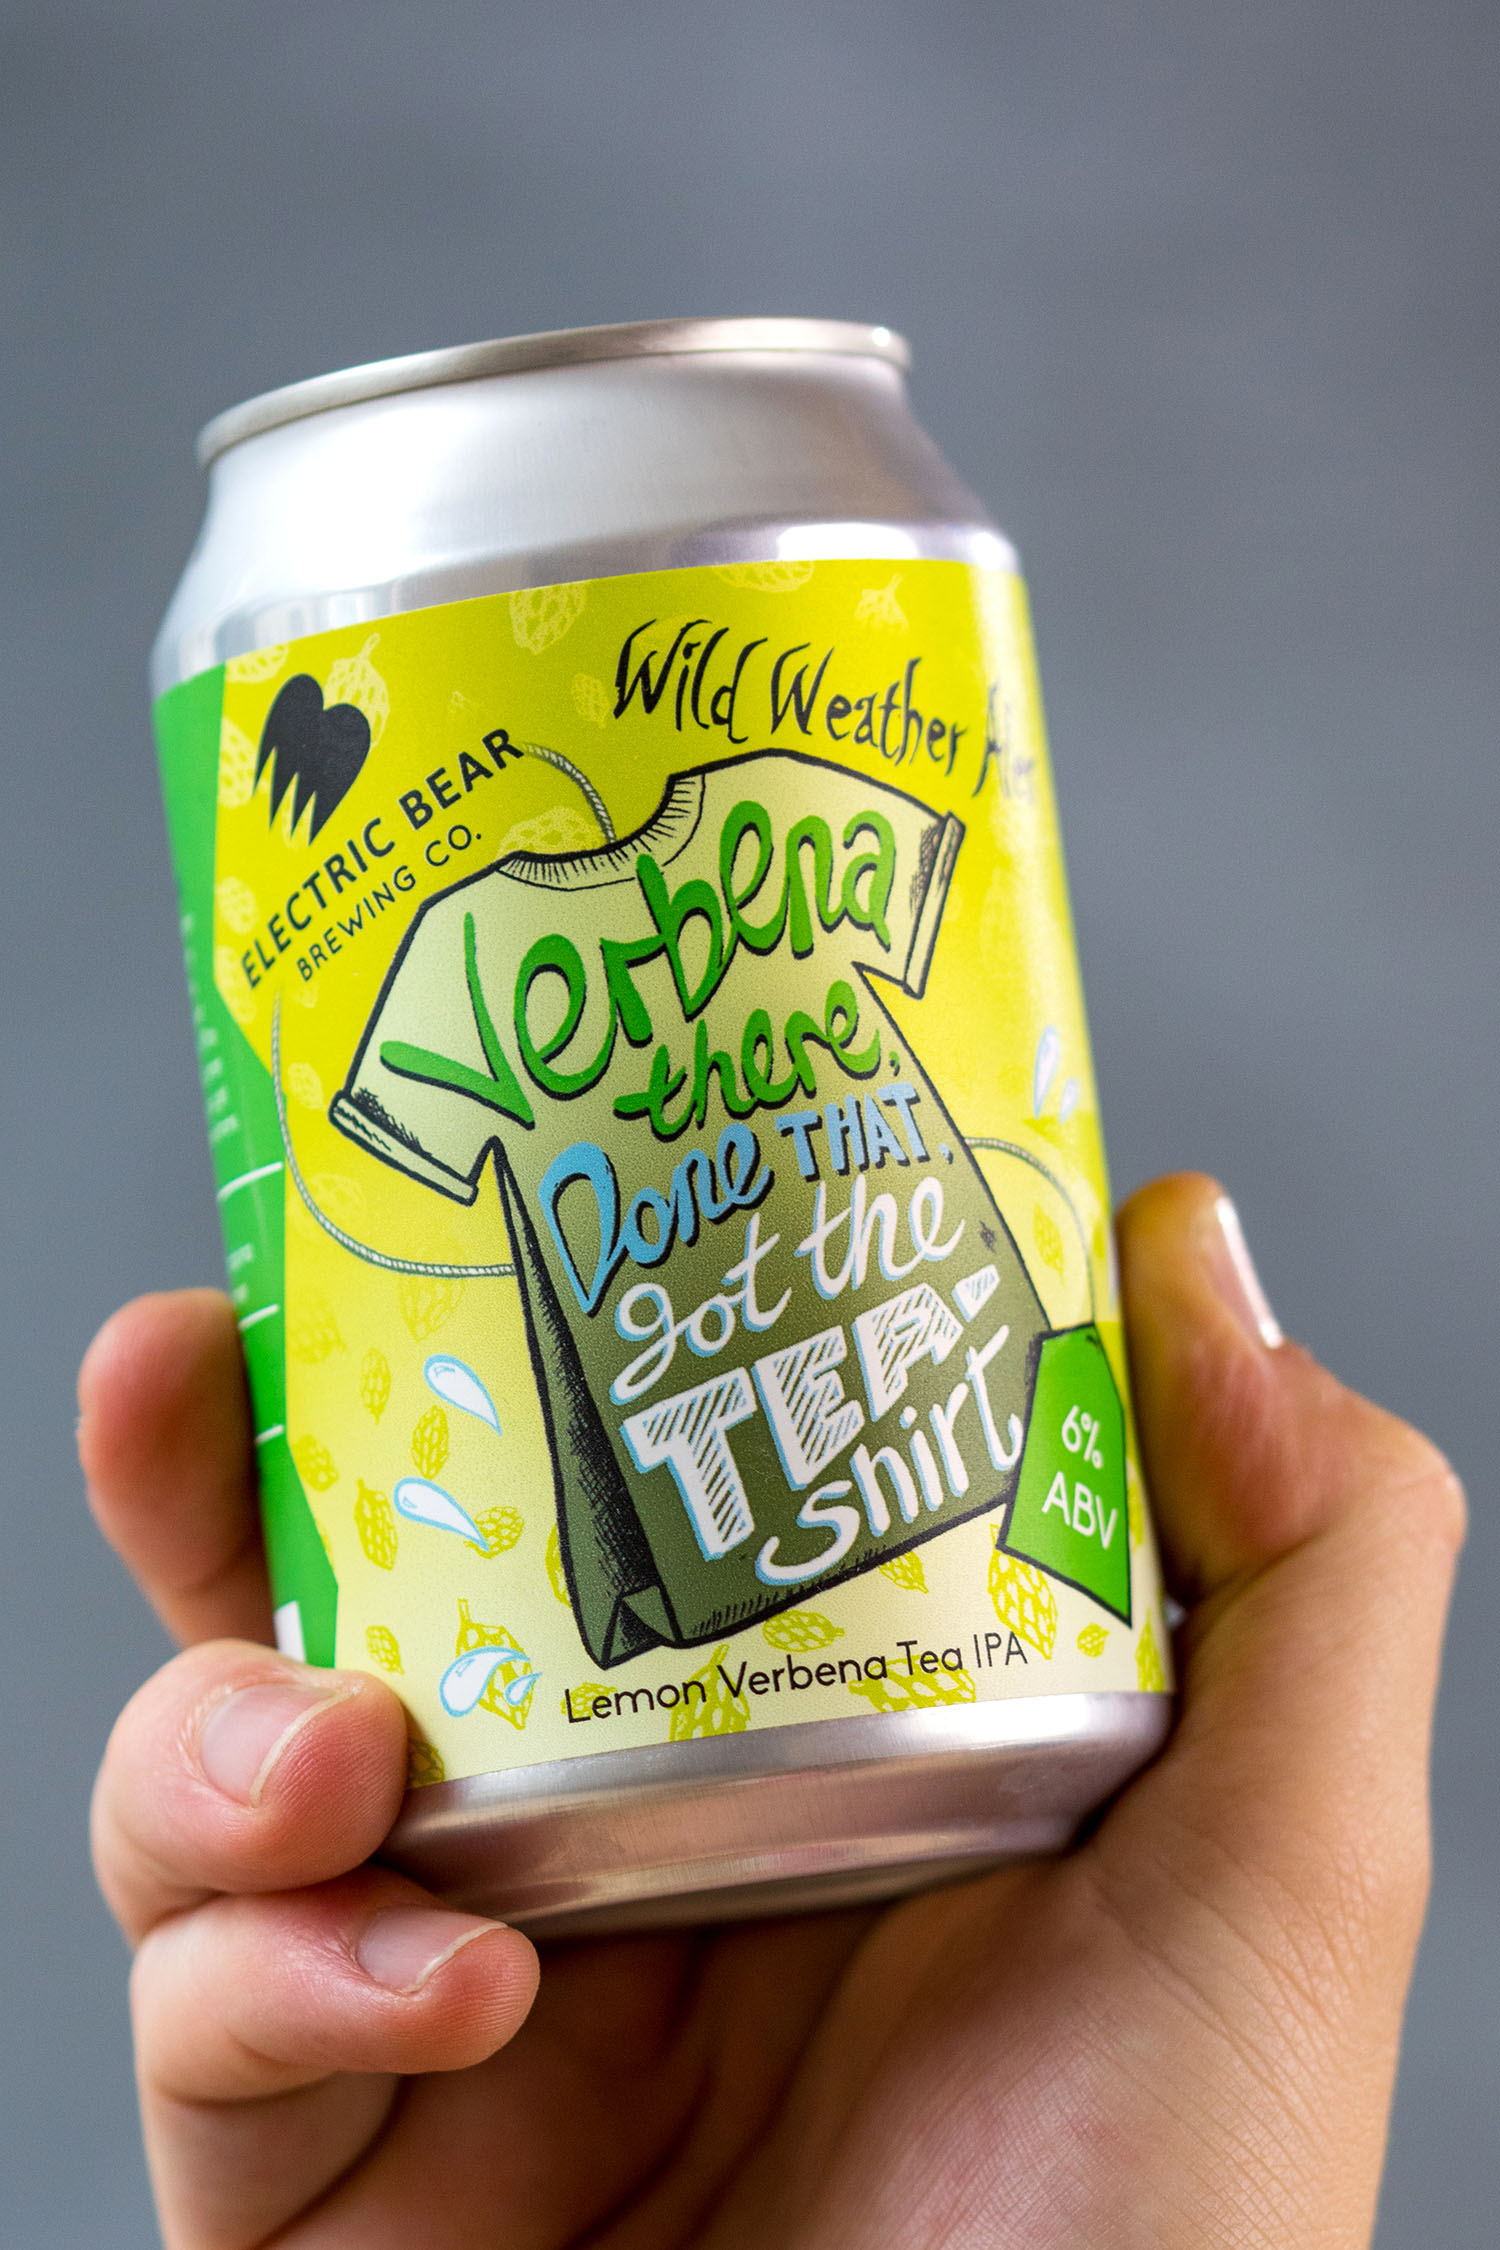 Wild Weather Ales
ELECTRIC BEAR
BREWING CO.
Verbena
there,
Done THAT,
got the
TEA-
shirt
6%
ABV
Lemon Verbena Tea IPA